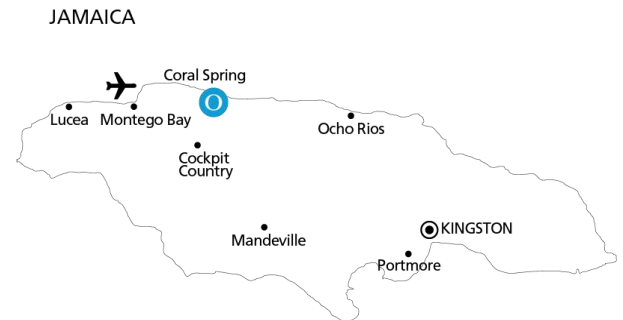 JAMAICA
Coral Spring
O
Lucea
Montego Bay
Ocho Rios
Cockpit
Country
Mandeville
KINGSTON
Portmore